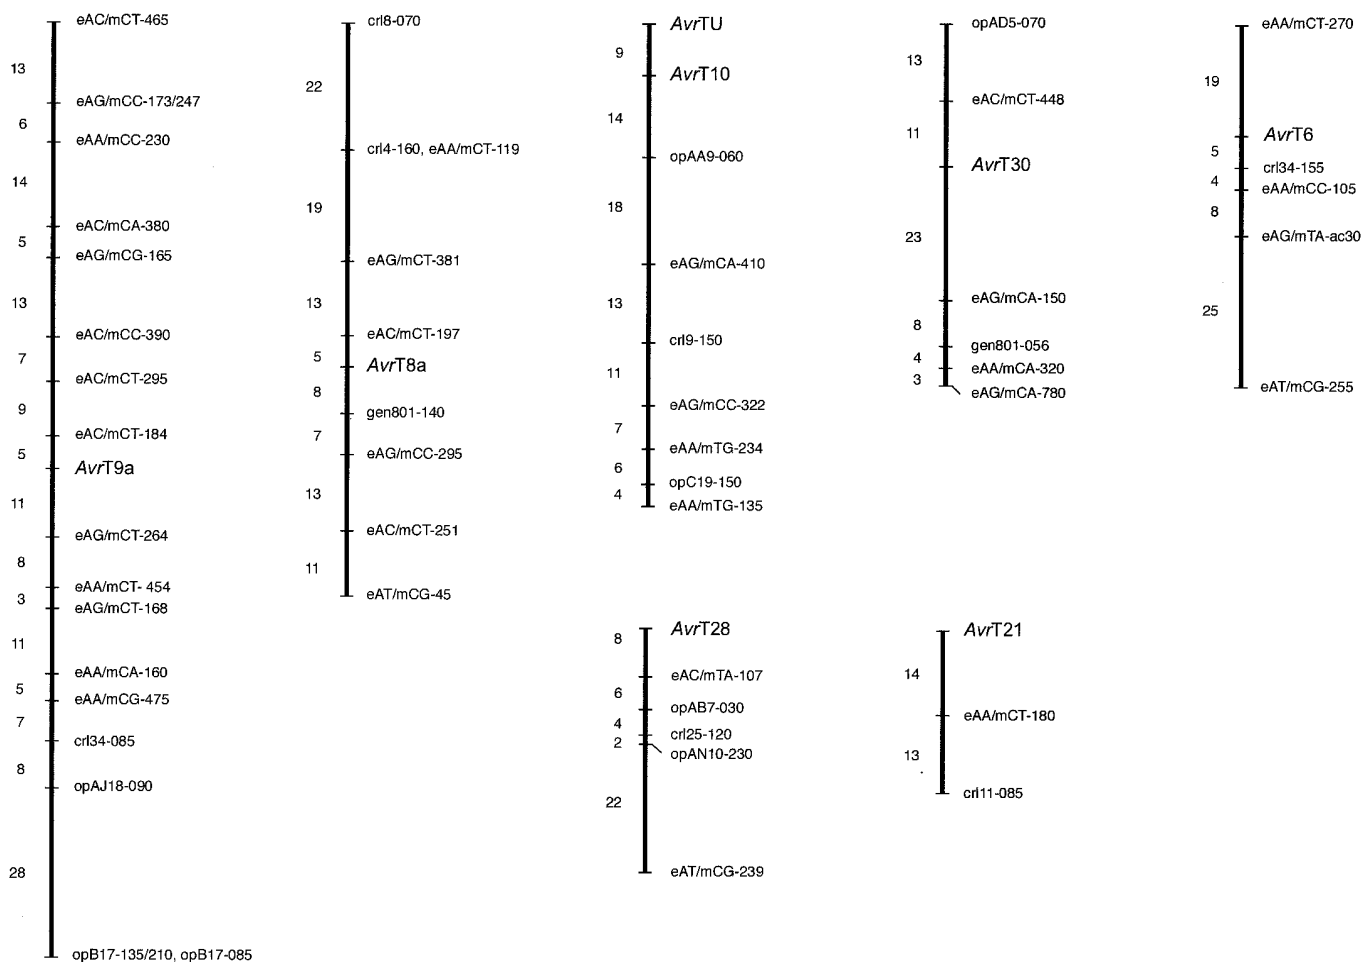 eAC/mCT-465
13
eAG/mCC-173/247
6
eAA/mCC-230
14
eAC/mCA-380
5
eAG/mCG-165
13
eAC/mCC-390
7
eAC/mCT-295
9
eAC/mCT-184
5
AvrT9a
11
eAG/mCT-264
8
eAA/mCT- 454
3
eAG/mCT-168
11
eAA/mCA-160
5
eAA/mCG-475
7
crl34-085
8
opAJ18-090
28
opB17-135/210, opB17-085
crl8-070
22
crl4-160, eAA/mCT-119
19
eAG/mCT-381
13
eAC/mCT-197
5
AvrT8a
8
gen801-140
7
eAG/mCC-295
13
eAC/mCT-251
11
eAT/mCG-45
AvrTU
9
AvrT10
14
opAA9-060
18
eAG/mCA-410
13
crl9-150
11
eAG/mCC-322
7
eAA/mTG-234
6
opC19-150
4
eAA/mTG-135
opAD5-070
13
eAC/mCT-448
11
AvrT30
23
eAG/mCA-150
8
gen801-056
4
eAA/mCA-320
3
eAG/mCA-780
eAA/mCT-270
19
AvrT6
5
crl34-155
4
eAA/mCC-105
8
eAG/mTA-ac30
25
eAT/mCG-255
AvrT28
8
eAC/mTA-107
6
opAB7-030
4
crl25-120
2
opAN10-230
22
eAT/mCG-239
AvrT21
14
eAA/mCT-180
13
crl11-085